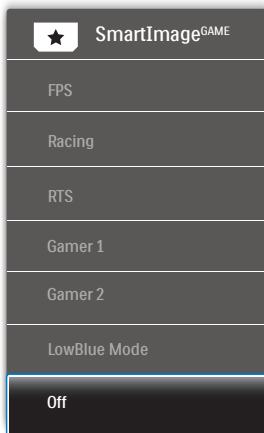 SmartImageGAME
FPS
Racing
RTS
Gamer 1
Gamer 2
LowBlue Mode
Off